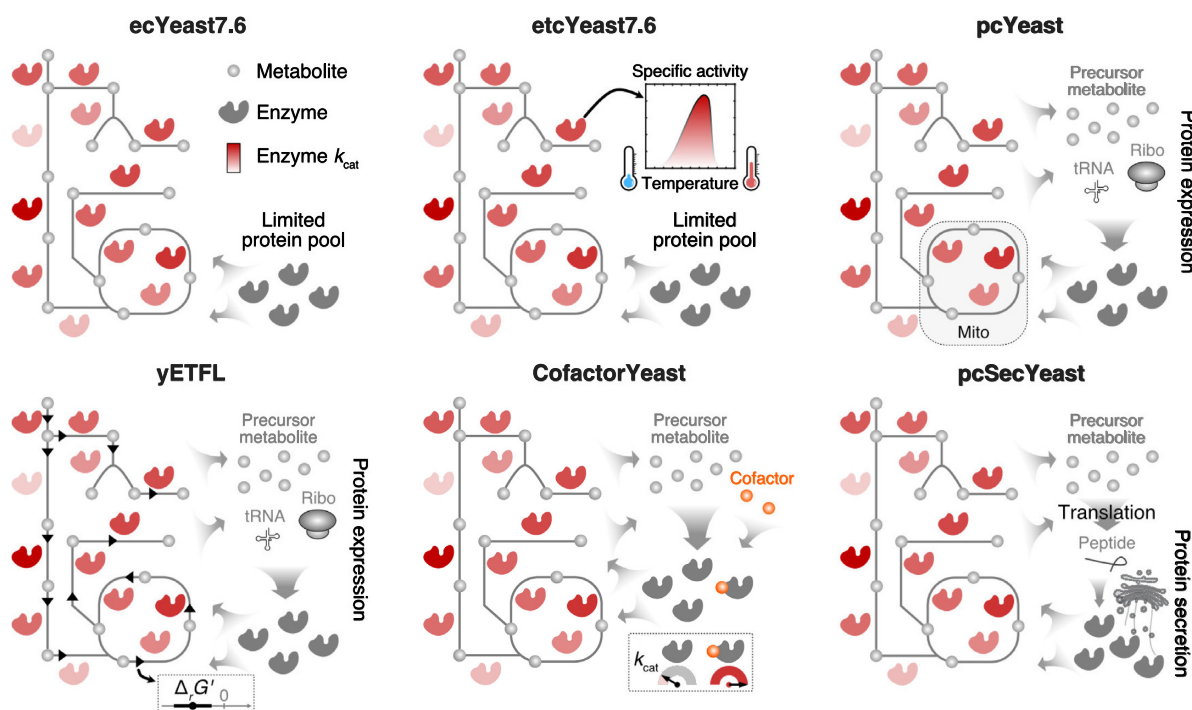 ecYeast7.6
Metabolite
Enzyme
Enzyme kcat
Limited
protein pool
etcYeast7.6
Specific activity
Temperature
Limited
protein pool
pcYeast
Precursor
metabolite
tRNA
Ribo
Protein expression
Mito
yETFL
Precursor
metabolite
tRNA
Ribo
Protein expression
ΔrG′
0
CofactorYeast
Precursor
metabolite
Cofactor
kcat
pcSecYeast
Precursor
metabolite
Translation
Peptide
Protein secretion